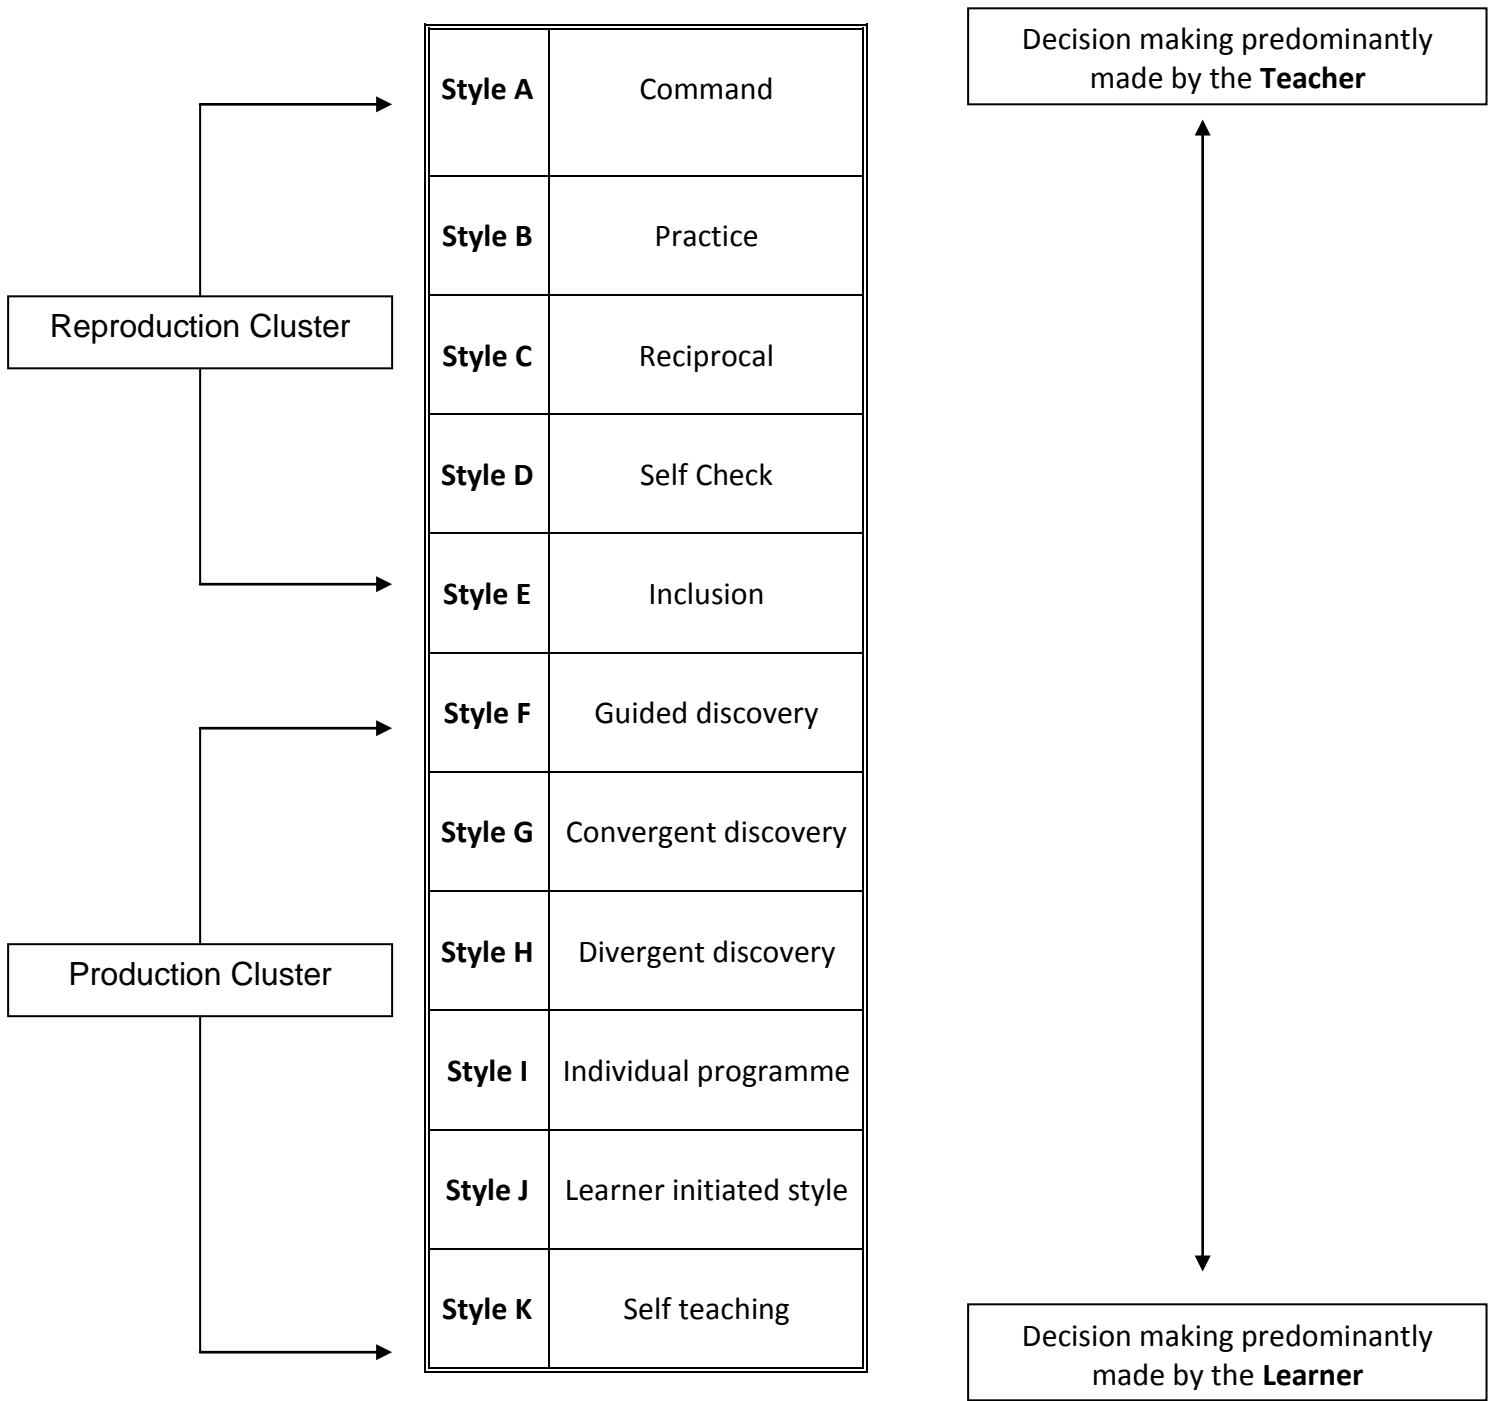 Decision making predominantly
made by the Teacher
Style A Command
Style B Practice
Reproduction Cluster
Style C Reciprocal
Style D Self Check
Style E Inclusion
Style F Guided discovery
Style G Convergent discovery
Production Cluster
Style H Divergent discovery
Style I Individual programme
Style J Learner initiated style
Style K Self teaching
Decision making predominantly
made by the Learner